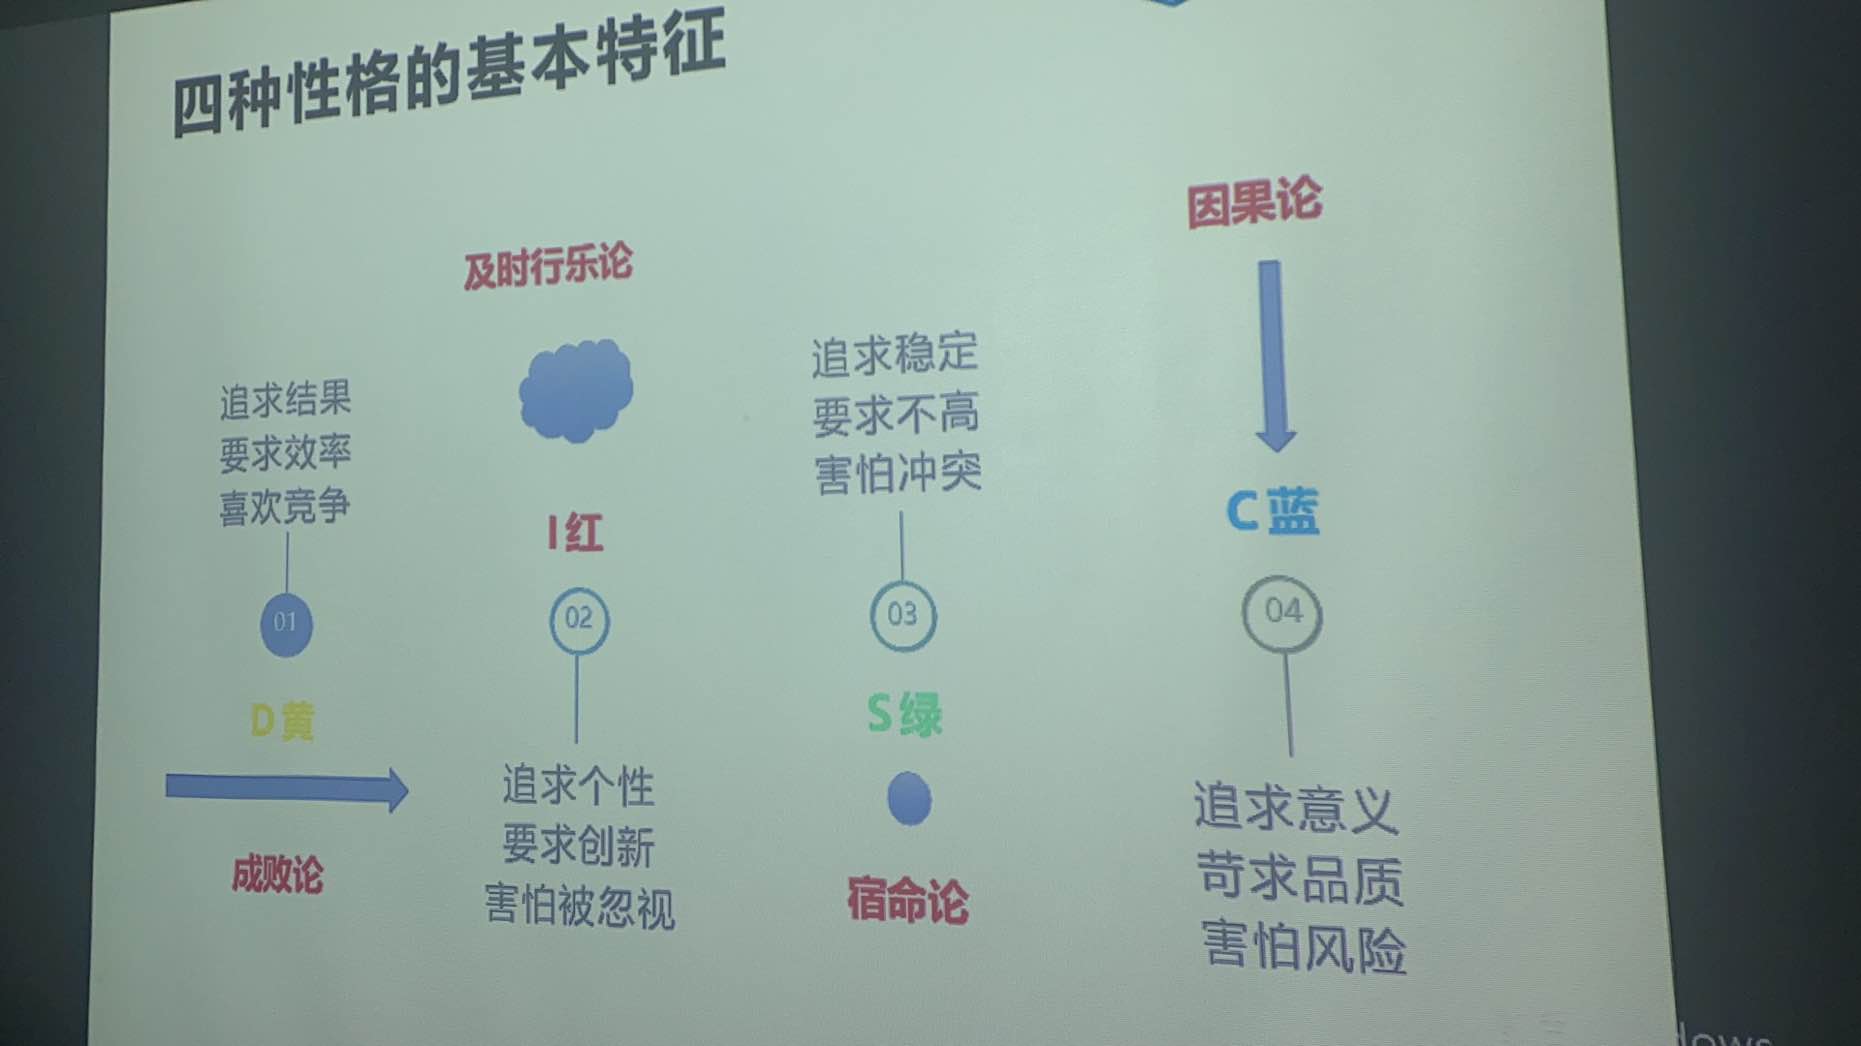 四种性格的基本特征
追求结果
要求效率
喜欢竞争
01
D黄
成败论
及时行乐论
I红
02
追求个性
要求创新
害怕被忽视
追求稳定
要求不高
害怕冲突
03
S绿
宿命论
因果论
C蓝
04
追求意义
苛求品质
害怕风险